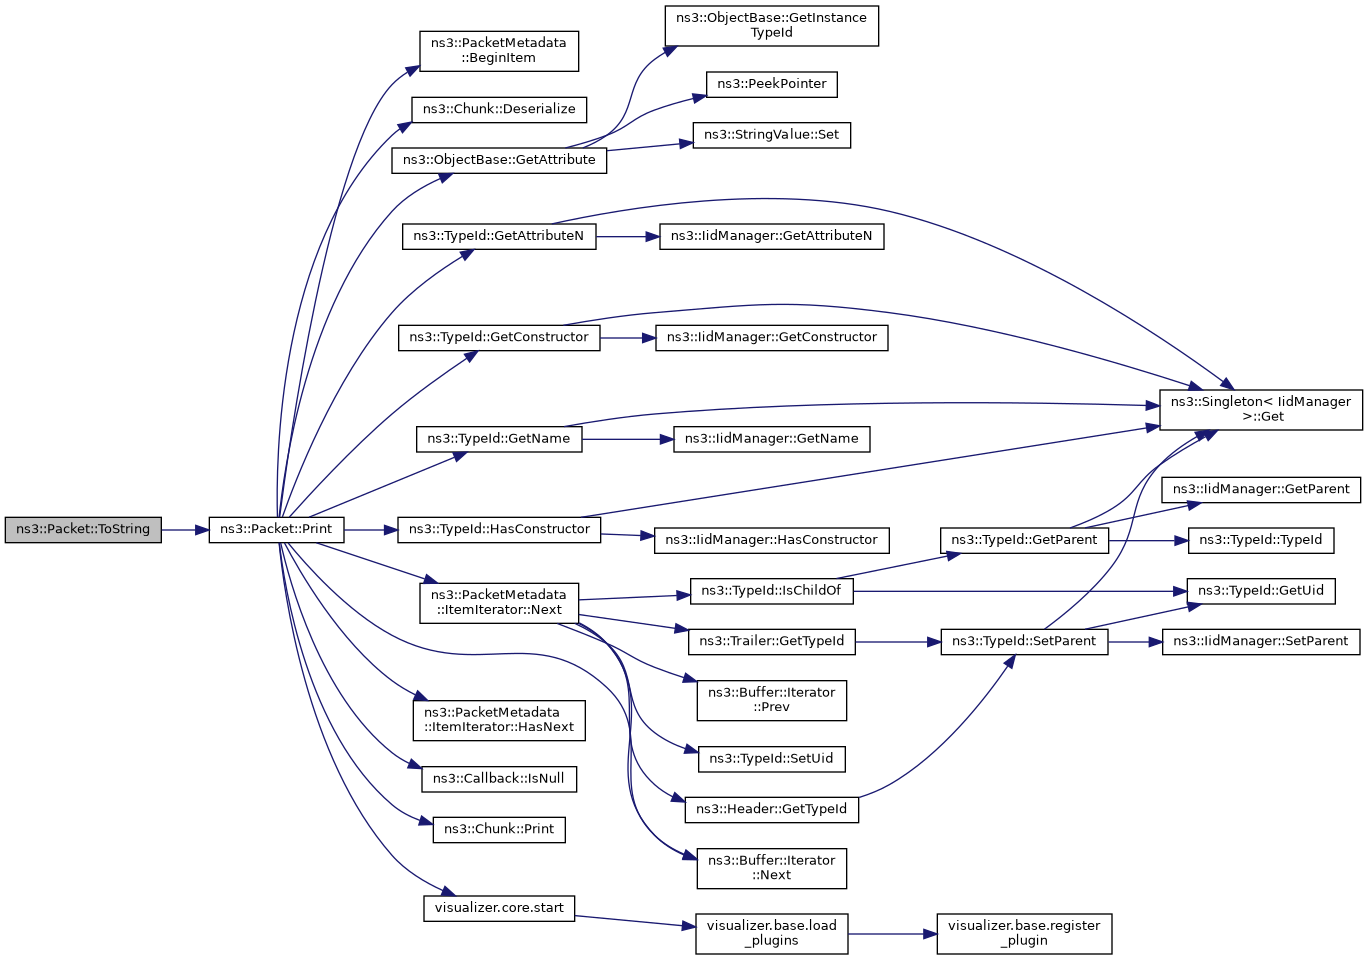 ns3::ObjectBase::GetInstance
TypeId
ns3::PacketMetadata
::BeginItem
ns3::PeekPointer
ns3::Chunk::Deserialize
ns3::StringValue::Set
ns3::ObjectBase::GetAttribute
ns3::TypeId::GetAttributeN
ns3::IidManager::GetAttributeN
ns3::TypeId::GetConstructor
ns3::IidManager::GetConstructor
ns3::Singleton< IidManager
>::Get
ns3::TypeId::GetName
ns3::IidManager::GetName
ns3::IidManager::GetParent
ns3::Packet::ToString
ns3::Packet::Print
ns3::TypeId::HasConstructor
ns3::IidManager::HasConstructor
ns3::TypeId::GetParent
ns3::TypeId::TypeId
ns3::PacketMetadata
::ItemIterator::Next
ns3::TypeId::IsChildOf
ns3::TypeId::GetUid
ns3::Trailer::GetTypeId
ns3::TypeId::SetParent
ns3::IidManager::SetParent
ns3::Buffer::Iterator
::Prev
ns3::PacketMetadata
::ItemIterator::HasNext
ns3::TypeId::SetUid
ns3::Callback::IsNull
ns3::Header::GetTypeId
ns3::Chunk::Print
ns3::Buffer::Iterator
::Next
visualizer.core.start
visualizer.base.load
_plugins
visualizer.base.register
_plugin